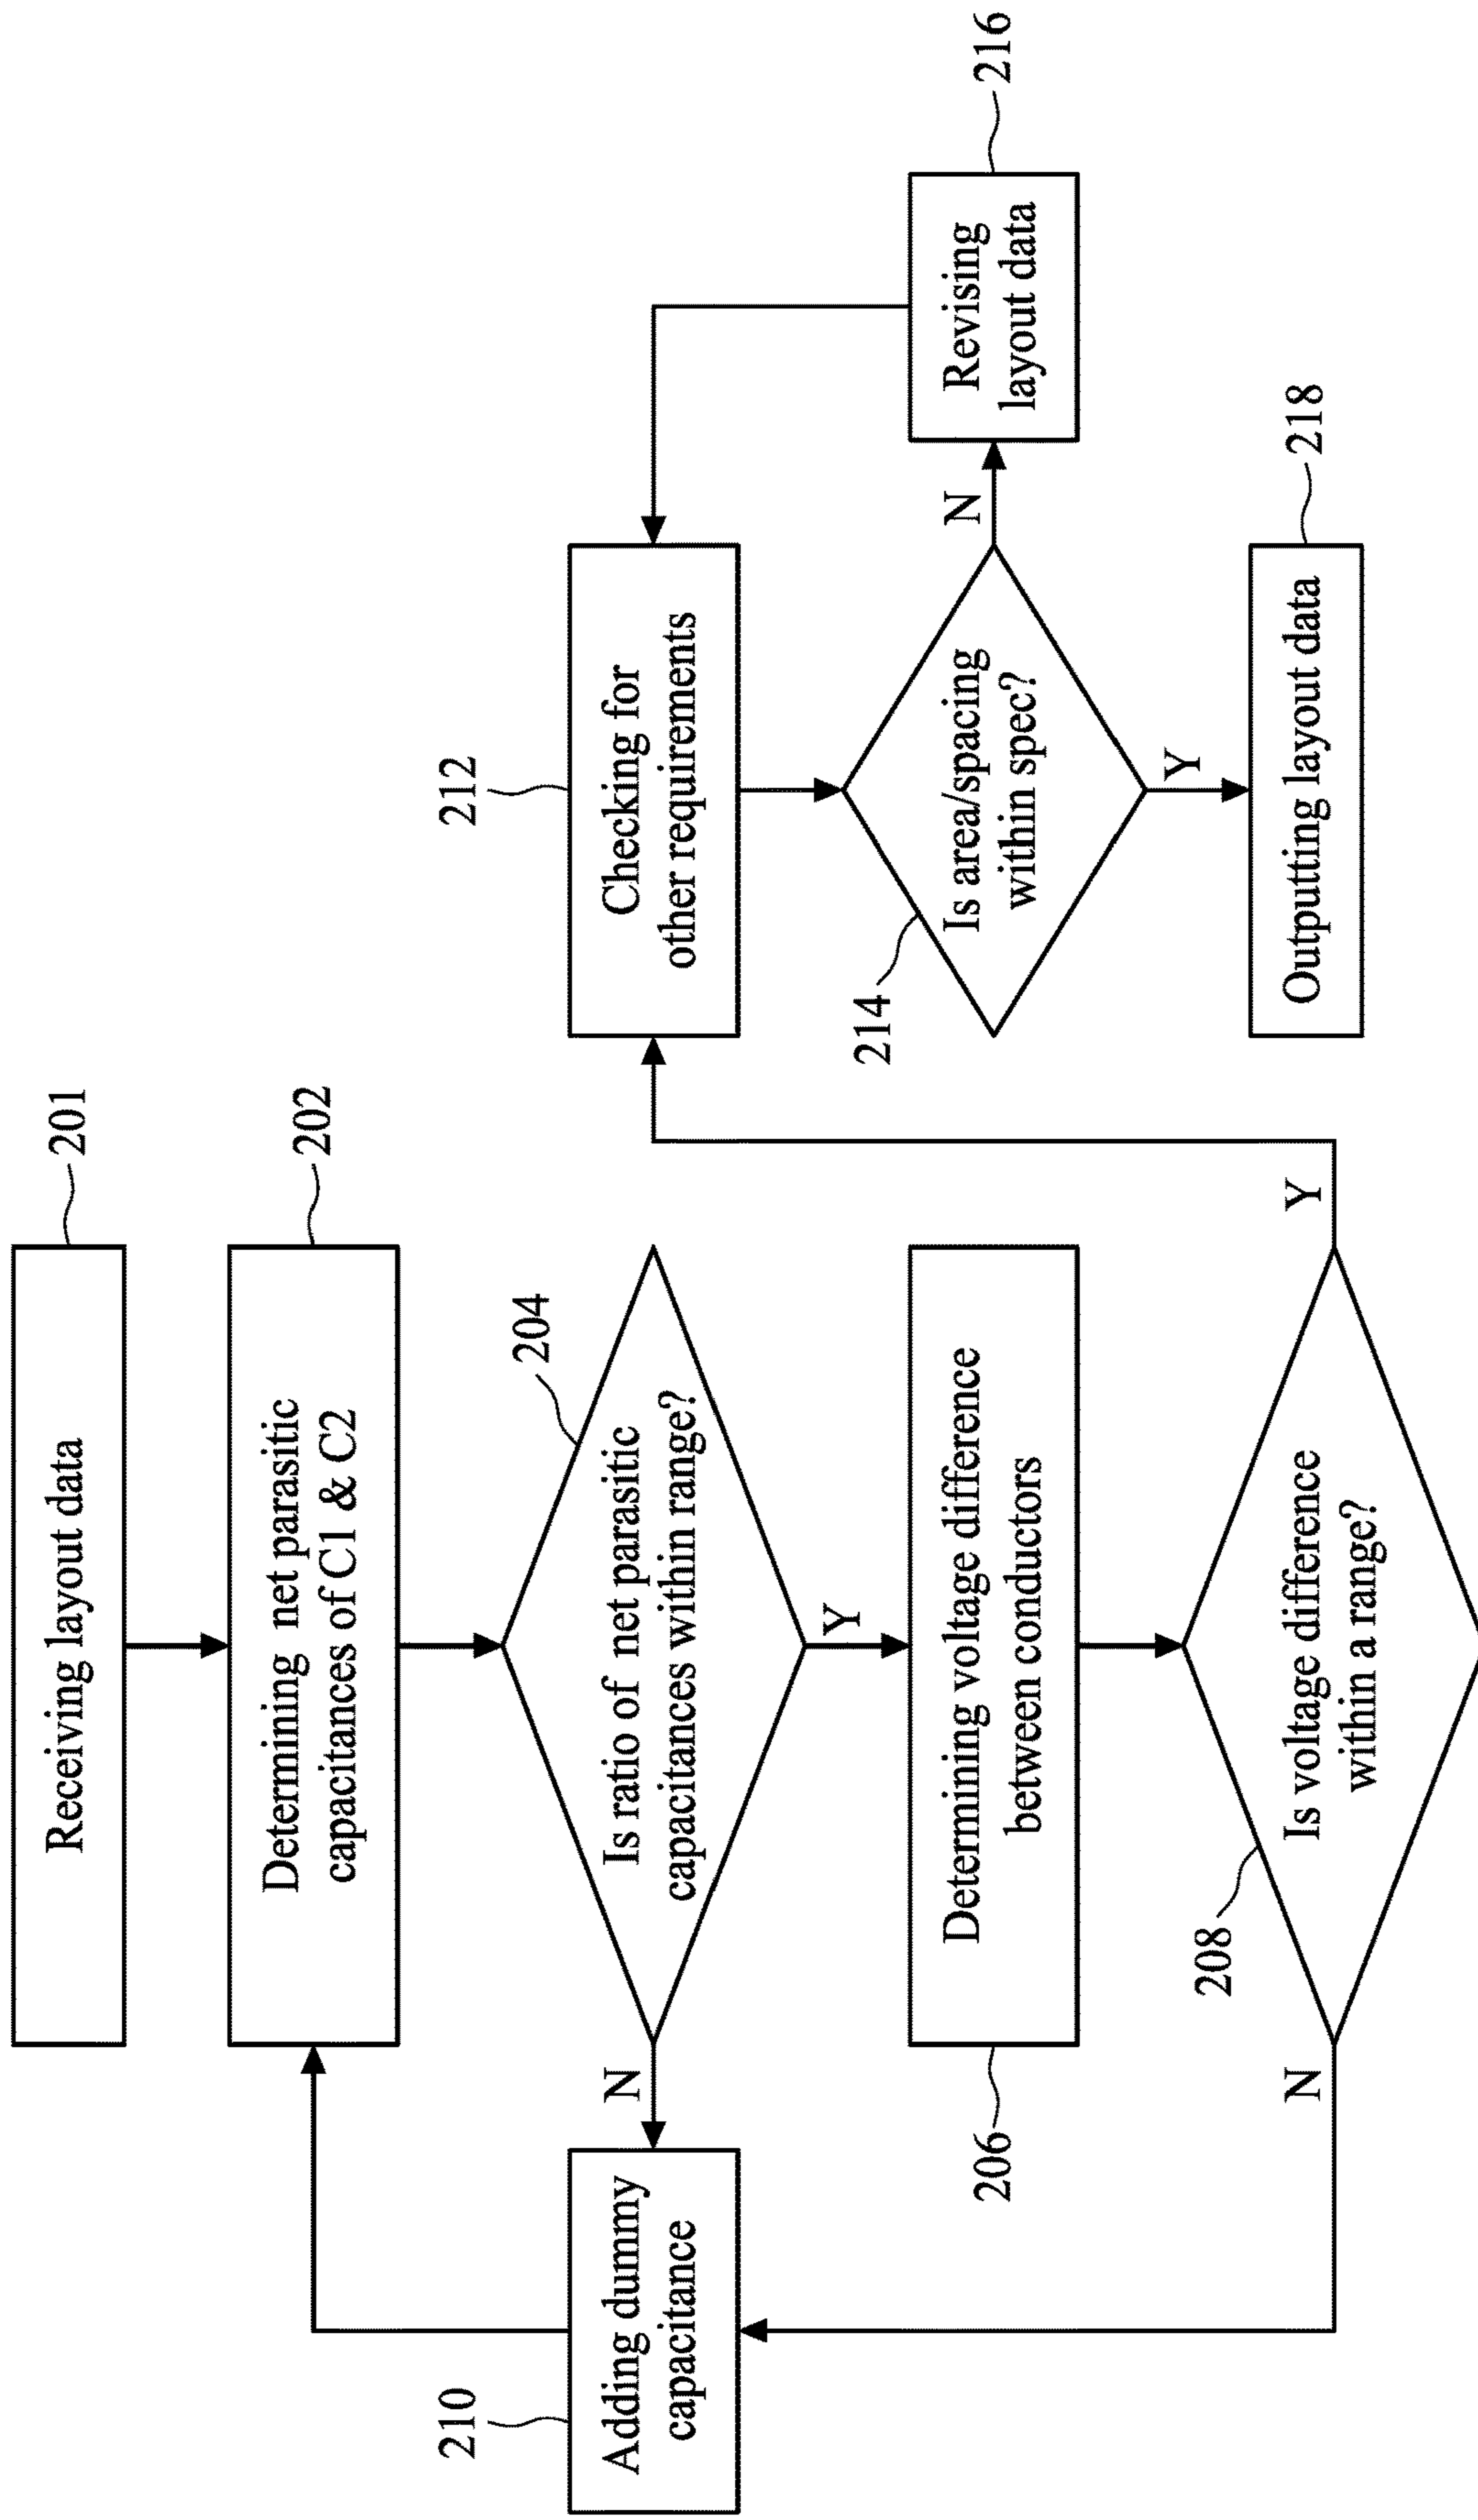 Receiving layout data
201
Determining net parasitic
capacitances of C1 & C2
202
Is ratio of net parasitic
capacitances within range?
204
N
Y
210
Adding dummy
capacitance
Determining voltage difference
between conductors
206
Is voltage difference
within a range?
208
N
Y
212
Checking for
other requirements
214
Is area/spacing
within spec?
N
Y
Revising
layout data
216
Outputting layout data
218